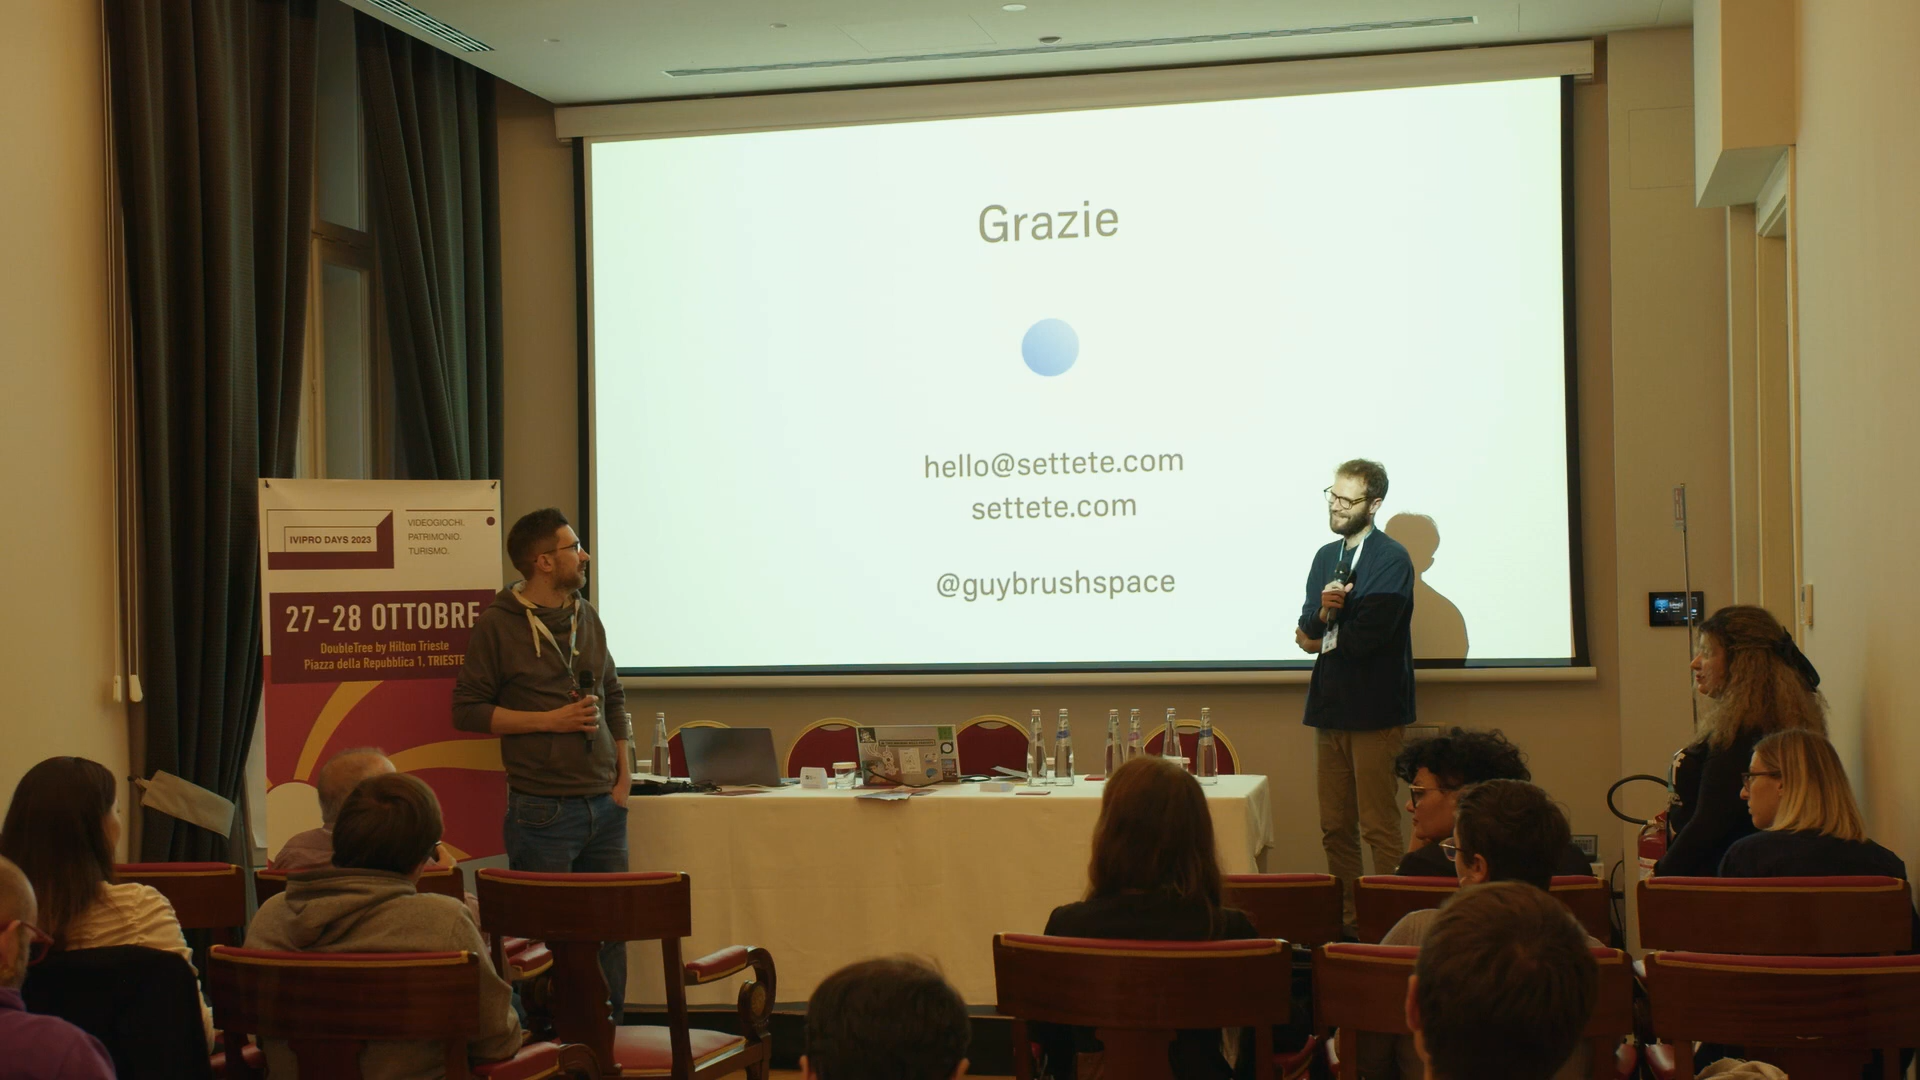 Grazie
hello@settete.com
settete.com
@guybrushspace
IVIPRO DAYS 2023
VIDEOGIOCHI.
PATRIMONIO.
TURISMO.
27-28 OTTOBRE
DoubleTree by Hilton Trieste
Piazza della Repubblica 1, TRIESTE